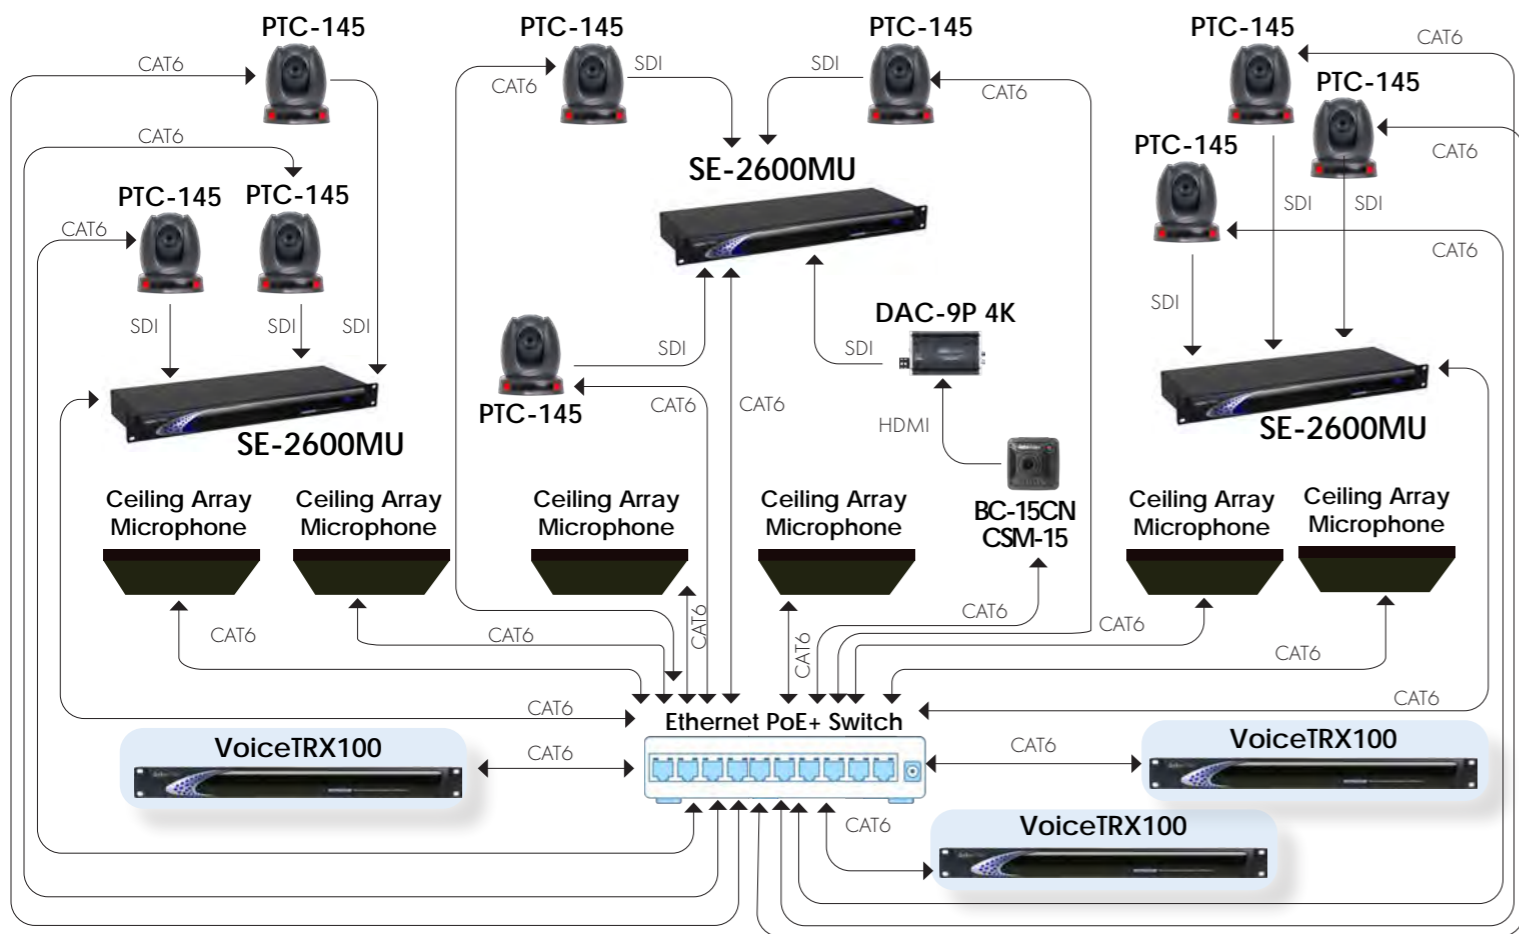 PTC-145
PTC-145
PTC-145
PTC-145
CAT6
SDI
SDI
CAT6
CAT6
CAT6
PTC-145
CAT6
CAT6
PTC-145
CAT6
SE-2600MU
PTC-145
PTC-145
CAT6
SDI
SDI
CAT6
SDI
DAC-9P 4K
SDI
SDI
SDI
SDI
SDI
PTC-145
CAT6
CAT6
HDMI
SE-2600MU
SE-2600MU
Ceiling Array
Microphone
Ceiling Array
Microphone
Ceiling Array
Microphone
Ceiling Array
Microphone
BC-15CN
CSM-15
Ceiling Array
Microphone
Ceiling Array
Microphone
CAT6
CAT6
CAT6
CAT6
CAT6
CAT6
CAT6
CAT6
CAT6
Ethernet PoE+ Switch
VoiceTRX100
CAT6
CAT6
VoiceTRX100
CAT6
VoiceTRX100